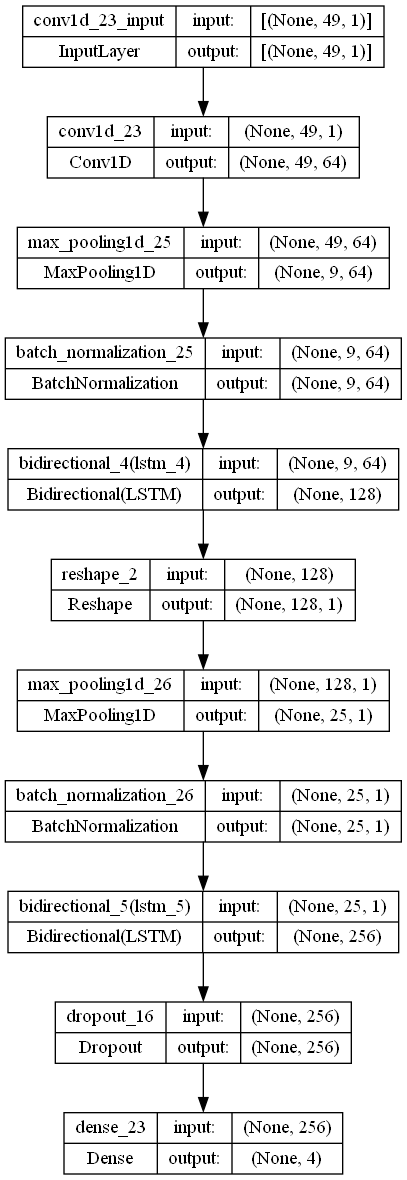 conv1d_23_input input: [(None, 49, 1)]
InputLayer output: [(None, 49, 1)]
conv1d_23 input: (None, 49, 1)
Conv1D output: (None, 49, 64)
max_pooling1d_25 input: (None, 49, 64)
MaxPooling1D output: (None, 9, 64)
batch_normalization_25 input: (None, 9, 64)
BatchNormalization output: (None, 9, 64)
bidirectional_4(lstm_4) input: (None, 9, 64)
Bidirectional(LSTM) output: (None, 128)
reshape_2 input: (None, 128)
Reshape output: (None, 128, 1)
max_pooling1d_26 input: (None, 128, 1)
MaxPooling1D output: (None, 25, 1)
batch_normalization_26 input: (None, 25, 1)
BatchNormalization output: (None, 25, 1)
bidirectional_5(lstm_5) input: (None, 25, 1)
Bidirectional(LSTM) output: (None, 256)
dropout_16 input: (None, 256)
Dropout output: (None, 256)
dense_23 input: (None, 256)
Dense output: (None, 4)